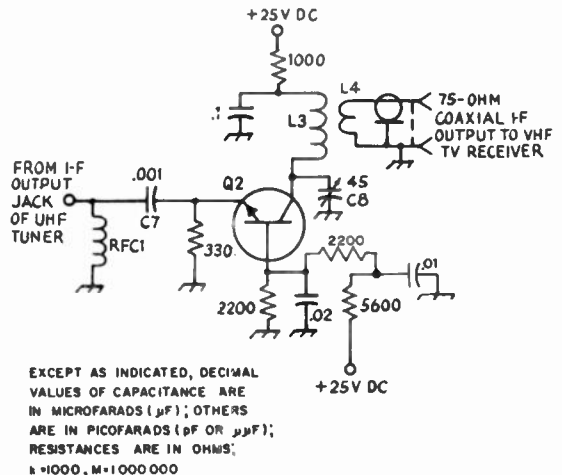 +25V DC
1000
L4
.1
L3
75-OHM
COAXIAL I-F
OUTPUT TO VHF
TV RECEIVER
FROM I-F
OUTPUT
JACK
OF UHF
TUNER
.001
C7
Q2
45
C8
RFC1
330
2200
.01
2200
.02
5600
+25V DC
EXCEPT AS INDICATED, DECIMAL
VALUES OF CAPACITANCE ARE
IN MICROFARADS (μF); OTHERS
ARE IN PICOFARADS (pF OR μμF);
RESISTANCES ARE IN OHMS;
k=1000, M=1000000